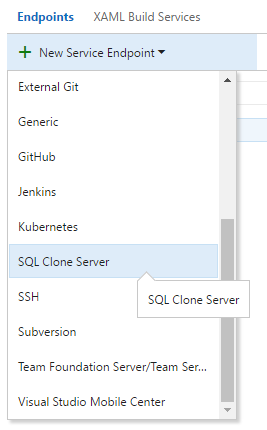 Endpoints XAML Build Services
+ New Service Endpoint
External Git
Generic
GitHub
Jenkins
Kubernetes
SQL Clone Server
SQL Clone Server
SSH
Subversion
Team Foundation Server/Team Ser...
Visual Studio Mobile Center